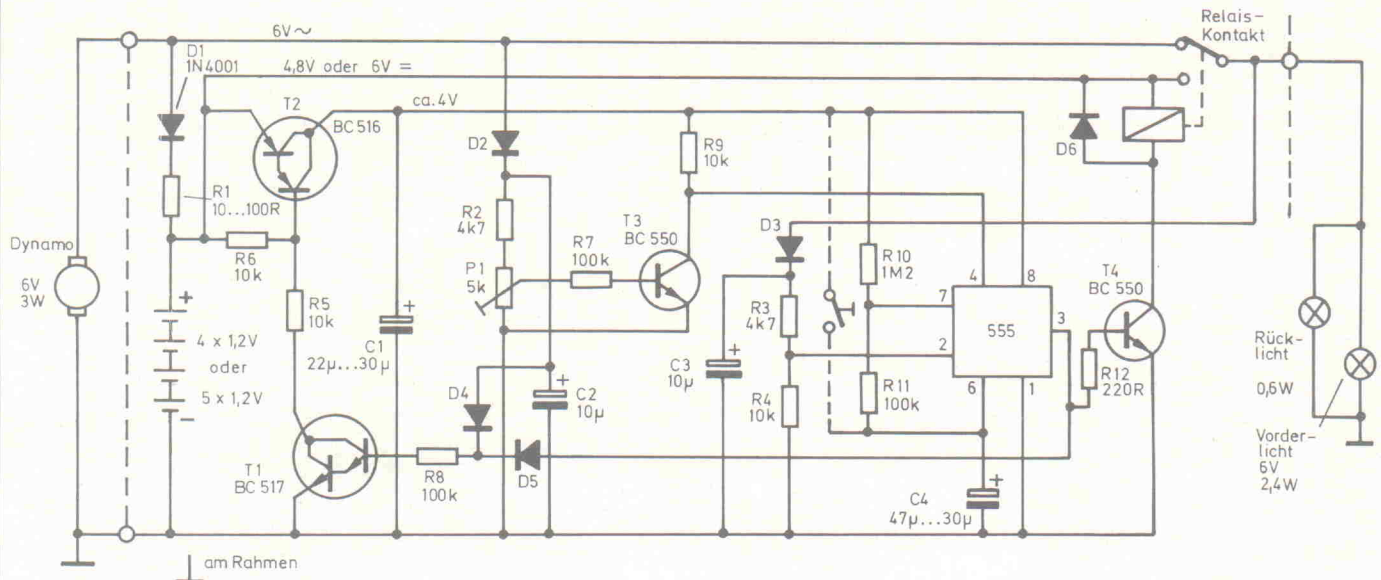 6V~
Relais-
Kontakt
D1
1N4001
4,8V oder 6V =
T2
BC 516
ca. 4V
D2
R9
10k
D6
R1
10...100R
R2
4k7
T3
BC 550
D3
Dynamo
6V
3W
R6
10k
P1
5k
R7
100k
R10
1M2
4
8
T4
BC 550
+
R5
10k
R3
4k7
7
555
3
2
4 x 1,2V
oder
5 x 1,2V
-
+
C1
22µ...30µ
+
C3
10µ
R4
10k
R11
100k
6
1
R12
220R
Rück-
licht
0,6W
D4
+
C2
10µ
Vorder-
licht
6V
2,4W
T1
BC 517
R8
100k
D5
+
C4
47µ...30µ
am Rahmen